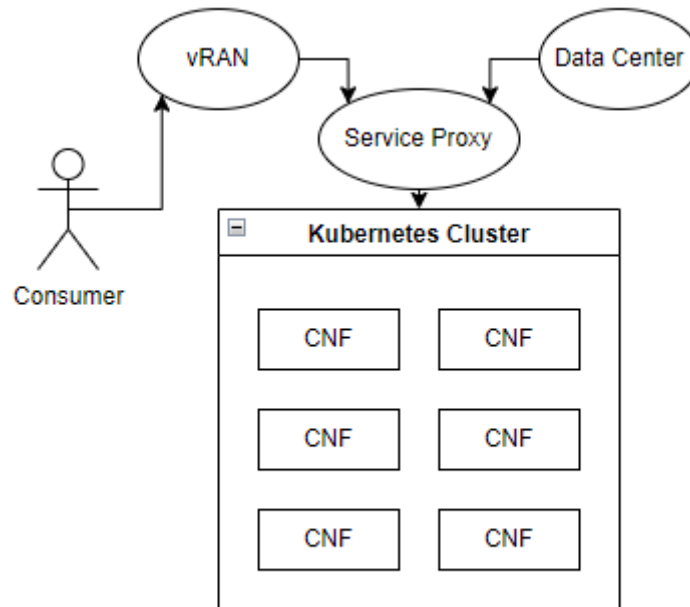 vRAN
Data Center
Service Proxy
Consumer
Kubernetes Cluster
CNF
CNF
CNF
CNF
CNF
CNF